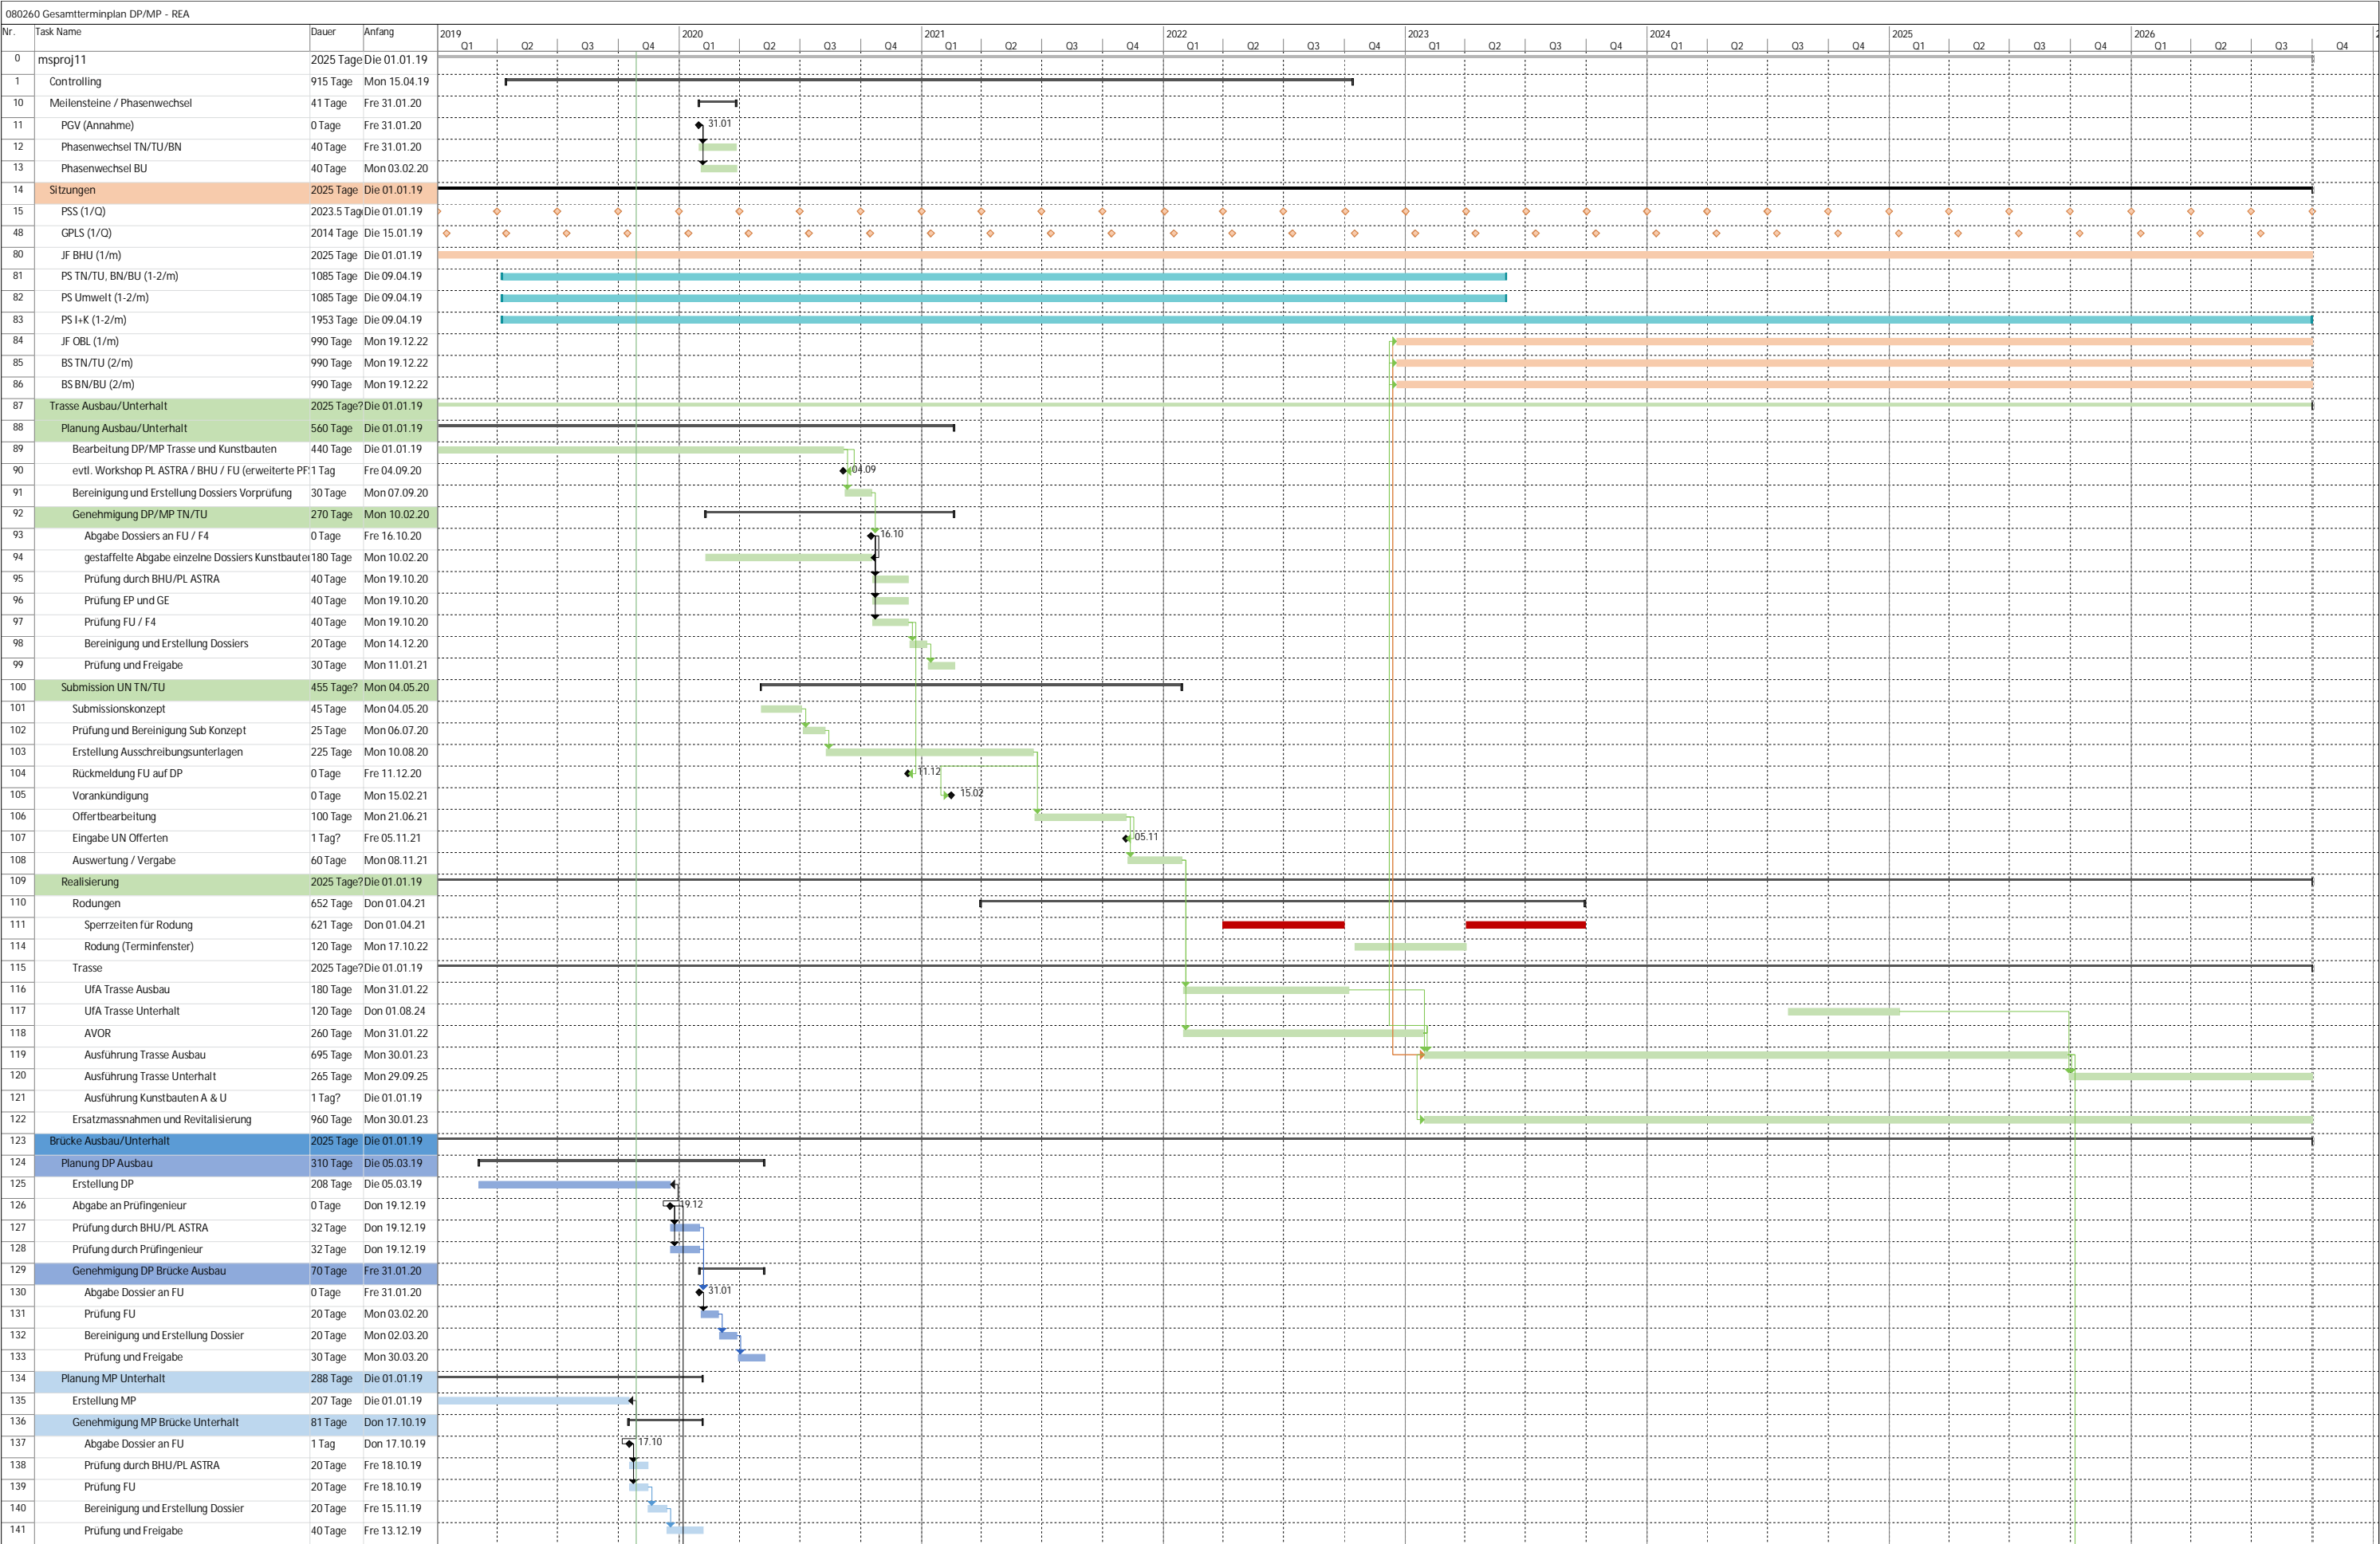 080260 Gesamtterminplan DP/MP - REA
Nr. Task Name Dauer Anfang 2019 2020 2021 2022 2023 2024 2025 2026
Q1 Q2 Q3 Q4 Q1 Q2 Q3 Q4 Q1 Q2 Q3 Q4 Q1 Q2 Q3 Q4 Q1 Q2 Q3 Q4 Q1 Q2 Q3 Q4 Q1 Q2 Q3 Q4 Q1 Q2 Q3 Q4
0 msproj11 2025 Tage Die 01.01.19
1 Controlling 915 Tage Mon 15.04.19
10 Meilensteine / Phasenwechsel 41 Tage Fre 31.01.20
11 PGV (Annahme) 0 Tage Fre 31.01.20 31.01
12 Phasenwechsel TN/TU/BN 40 Tage Fre 31.01.20
13 Phasenwechsel BU 40 Tage Mon 03.02.20
14 Sitzungen 2025 Tage Die 01.01.19
15 PSS (1/Q) 2023.5 Tag Die 01.01.19
48 GPLS (1/Q) 2014 Tage Die 15.01.19
80 JF BHU (1/m) 2025 Tage Die 01.01.19
81 PS TN/TU, BN/BU (1-2/m) 1085 Tage Die 09.04.19
82 PS Umwelt (1-2/m) 1085 Tage Die 09.04.19
83 PS I+K (1-2/m) 1953 Tage Die 09.04.19
84 JF OBL (1/m) 990 Tage Mon 19.12.22
85 BS TN/TU (2/m) 990 Tage Mon 19.12.22
86 BS BN/BU (2/m) 990 Tage Mon 19.12.22
87 Trasse Ausbau/Unterhalt 2025 Tage? Die 01.01.19
88 Planung Ausbau/Unterhalt 560 Tage Die 01.01.19
89 Bearbeitung DP/MP Trasse und Kunstbauten 440 Tage Die 01.01.19
90 evtl. Workshop PL ASTRA / BHU / FU (erweiterte PF 1 Tag Fre 04.09.20 04.09
91 Bereinigung und Erstellung Dossiers Vorprüfung 30 Tage Mon 07.09.20
92 Genehmigung DP/MP TN/TU 270 Tage Mon 10.02.20
93 Abgabe Dossiers an FU / F4 0 Tage Fre 16.10.20 16.10
94 gestaffelte Abgabe einzelne Dossiers Kunstbauten 180 Tage Mon 10.02.20
95 Prüfung durch BHU/PL ASTRA 40 Tage Mon 19.10.20
96 Prüfung EP und GE 40 Tage Mon 19.10.20
97 Prüfung FU / F4 40 Tage Mon 19.10.20
98 Bereinigung und Erstellung Dossiers 20 Tage Mon 14.12.20
99 Prüfung und Freigabe 30 Tage Mon 11.01.21
100 Submission UN TN/TU 455 Tage? Mon 04.05.20
101 Submissionskonzept 45 Tage Mon 04.05.20
102 Prüfung und Bereinigung Sub Konzept 25 Tage Mon 06.07.20
103 Erstellung Ausschreibungsunterlagen 225 Tage Mon 10.08.20
104 Rückmeldung FU auf DP 0 Tage Fre 11.12.20 11.12
105 Vorankündigung 0 Tage Mon 15.02.21 15.02
106 Offertbearbeitung 100 Tage Mon 21.06.21
107 Eingabe UN Offerten 1 Tag? Fre 05.11.21 05.11
108 Auswertung / Vergabe 60 Tage Mon 08.11.21
109 Realisierung 2025 Tage? Die 01.01.19
110 Rodungen 652 Tage Don 01.04.21
111 Sperrzeiten für Rodung 621 Tage Don 01.04.21
114 Rodung (Terminfenster) 120 Tage Mon 17.10.22
115 Trasse 2025 Tage? Die 01.01.19
116 UfA Trasse Ausbau 180 Tage Mon 31.01.22
117 UfA Trasse Unterhalt 120 Tage Don 01.08.24
118 AVOR 260 Tage Mon 31.01.22
119 Ausführung Trasse Ausbau 695 Tage Mon 30.01.23
120 Ausführung Trasse Unterhalt 265 Tage Mon 29.09.25
121 Ausführung Kunstbauten A & U 1 Tag? Die 01.01.19
122 Ersatzmassnahmen und Revitalisierung 960 Tage Mon 30.01.23
123 Brücke Ausbau/Unterhalt 2025 Tage Die 01.01.19
124 Planung DP Ausbau 310 Tage Die 05.03.19
125 Erstellung DP 208 Tage Die 05.03.19
126 Abgabe an Prüfingenieur 0 Tage Don 19.12.19 19.12
127 Prüfung durch BHU/PL ASTRA 32 Tage Don 19.12.19
128 Prüfung durch Prüfingenieur 32 Tage Don 19.12.19
129 Genehmigung DP Brücke Ausbau 70 Tage Fre 31.01.20
130 Abgabe Dossier an FU 0 Tage Fre 31.01.20 31.01
131 Prüfung FU 20 Tage Mon 03.02.20
132 Bereinigung und Erstellung Dossier 20 Tage Mon 02.03.20
133 Prüfung und Freigabe 30 Tage Mon 30.03.20
134 Planung MP Unterhalt 288 Tage Die 01.01.19
135 Erstellung MP 207 Tage Die 01.01.19
136 Genehmigung MP Brücke Unterhalt 81 Tage Don 17.10.19
137 Abgabe Dossier an FU 1 Tag Don 17.10.19 17.10
138 Prüfung durch BHU/PL ASTRA 20 Tage Fre 18.10.19
139 Prüfung FU 20 Tage Fre 18.10.19
140 Bereinigung und Erstellung Dossier 20 Tage Fre 15.11.19
141 Prüfung und Freigabe 40 Tage Fre 13.12.19